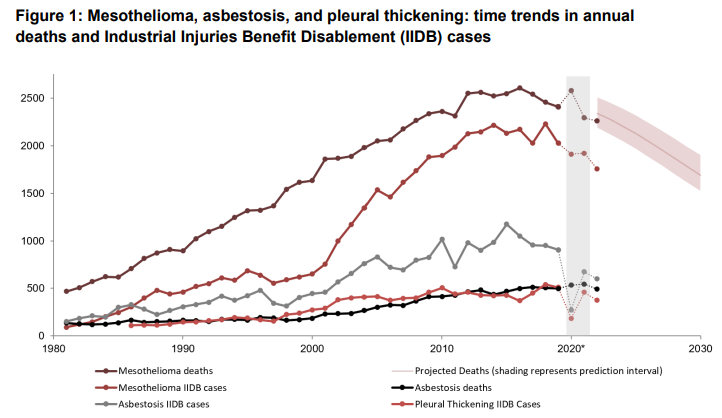 Figure 1: Mesothelioma, asbestosis, and pleural thickening: time trends in annual
deaths and Industrial Injuries Benefit Disablement (IIDB) cases
2500
2000
1500
1000
500
0
1980 1990 2000 2010 2020* 2030
Mesothelioma deaths Projected Deaths (shading represents prediction interval)
Mesothelioma IIDB cases Asbestosis deaths
Asbestosis IIDB cases Pleural Thickening IIDB Cases